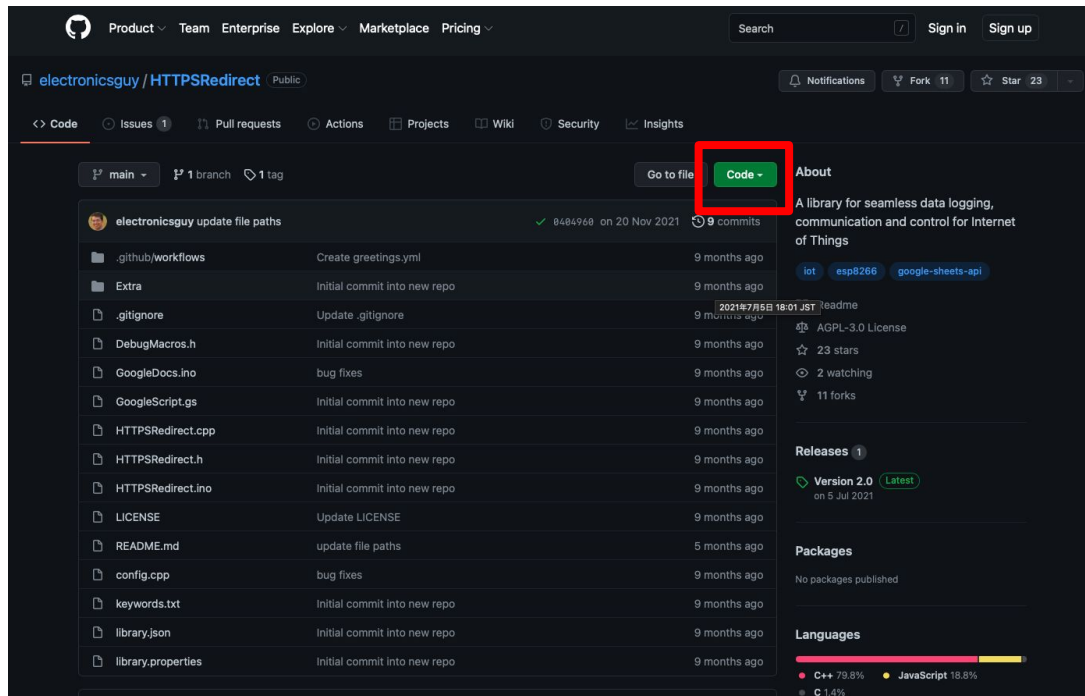 Product Team Enterprise Explore Marketplace Pricing Search / Sign in Sign up
electronicsguy / HTTPSRedirect Public Notifications Fork 11 Star 23
<> Code Issues 1 Pull requests Actions Projects Wiki Security Insights
main 1 branch 1 tag Go to file Code
electronicsguy update file paths 0404960 on 20 Nov 2021 9 commits
.github/workflows Create greetings.yml 9 months ago
Extra Initial commit into new repo 9 months ago
.gitignore Update .gitignore 9 months ago
2021年7月5日 18:01 JST
DebugMacros.h Initial commit into new repo 9 months ago
GoogleDocs.ino bug fixes 9 months ago
GoogleScript.gs Initial commit into new repo 9 months ago
HTTPSRedirect.cpp Initial commit into new repo 9 months ago
HTTPSRedirect.h Initial commit into new repo 9 months ago
HTTPSRedirect.ino Initial commit into new repo 9 months ago
LICENSE Update LICENSE 9 months ago
README.md update file paths 5 months ago
config.cpp bug fixes 9 months ago
keywords.txt Initial commit into new repo 9 months ago
library.json Initial commit into new repo 9 months ago
library.properties Initial commit into new repo 9 months ago
About
A library for seamless data logging,
communication and control for Internet
of Things
iot esp8266 google-sheets-api
Readme
AGPL-3.0 License
23 stars
2 watching
11 forks
Releases 1
Version 2.0 Latest
on 5 Jul 2021
Packages
No packages published
Languages
C++ 79.8% JavaScript 18.8%
C 1.4%